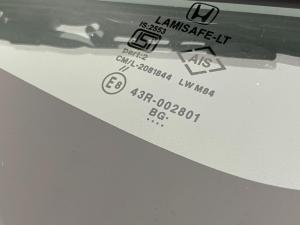 LAMISAFE-LT
IS:2553
AIS
part:2
CM/L-2081844 LW M84
E8 43R-002801
BG: